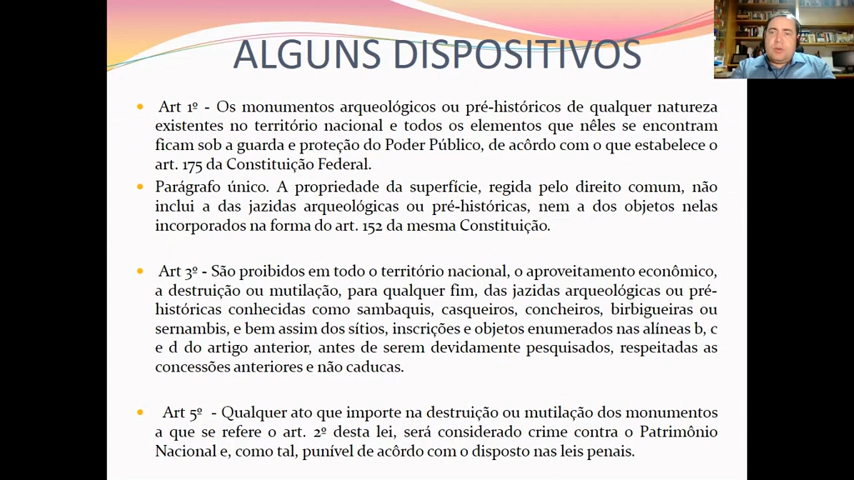 ALGUNS DISPOSITIVOS
• Art 1º - Os monumentos arqueológicos ou pré-históricos de qualquer natureza
existentes no território nacional e todos os elementos que nêles se encontram
ficam sob a guarda e proteção do Poder Público, de acôrdo com o que estabelece o
art. 175 da Constituição Federal.
• Parágrafo único. A propriedade da superfície, regida pelo direito comum, não
inclui a das jazidas arqueológicas ou pré-históricas, nem a dos objetos nelas
incorporados na forma do art. 152 da mesma Constituição.
• Art 3º - São proibidos em todo o território nacional, o aproveitamento econômico,
a destruição ou mutilação, para qualquer fim, das jazidas arqueológicas ou pré-
históricas conhecidas como sambaquis, casqueiros, concheiros, birbigueiras ou
sernambis, e bem assim dos sítios, inscrições e objetos enumerados nas alíneas b, c
e d do artigo anterior, antes de serem devidamente pesquisados, respeitadas as
concessões anteriores e não caducas.
• Art 5º - Qualquer ato que importe na destruição ou mutilação dos monumentos
a que se refere o art. 2º desta lei, será considerado crime contra o Patrimônio
Nacional e, como tal, punível de acôrdo com o disposto nas leis penais.